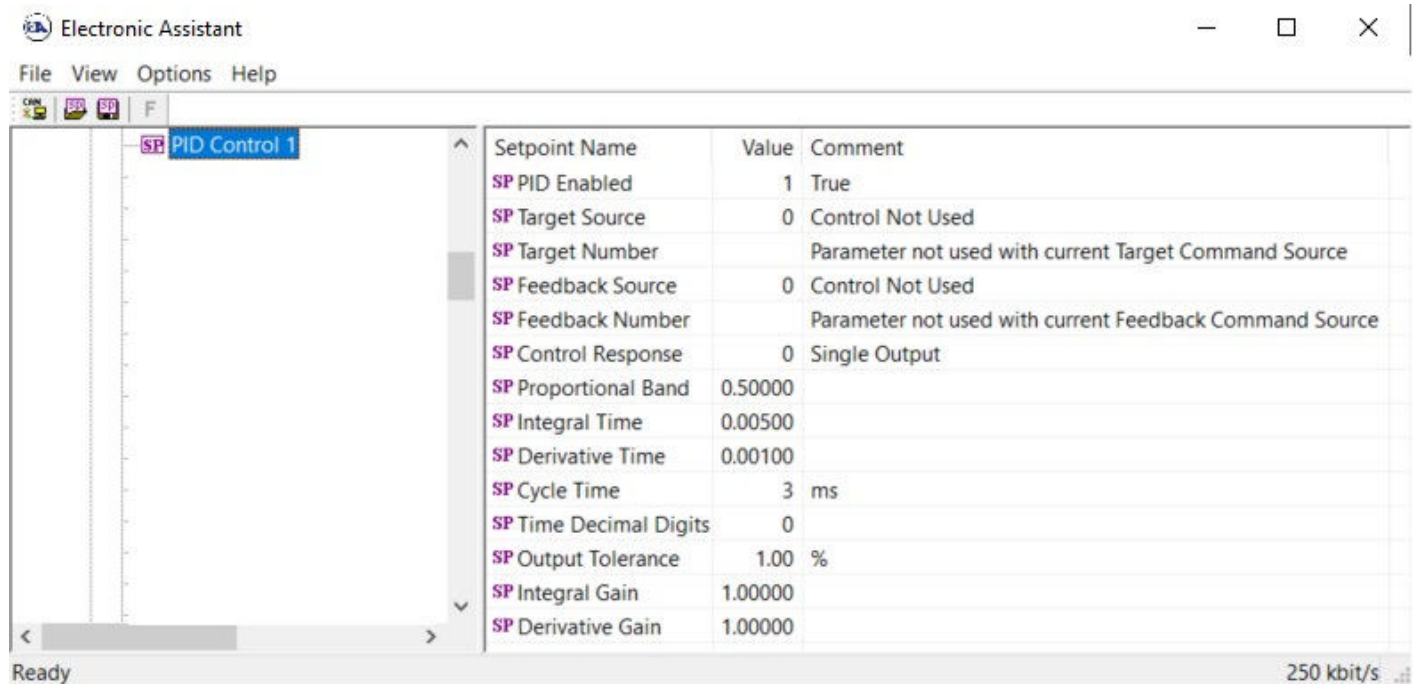 EA Electronic Assistant
File View Options Help
CAN SP SP F
SP PID Control 1
Setpoint Name Value Comment
SP PID Enabled 1 True
SP Target Source 0 Control Not Used
SP Target Number Parameter not used with current Target Command Source
SP Feedback Source 0 Control Not Used
SP Feedback Number Parameter not used with current Feedback Command Source
SP Control Response 0 Single Output
SP Proportional Band 0.50000
SP Integral Time 0.00500
SP Derivative Time 0.00100
SP Cycle Time 3 ms
SP Time Decimal Digits 0
SP Output Tolerance 1.00 %
SP Integral Gain 1.00000
SP Derivative Gain 1.00000
Ready 250 kbit/s